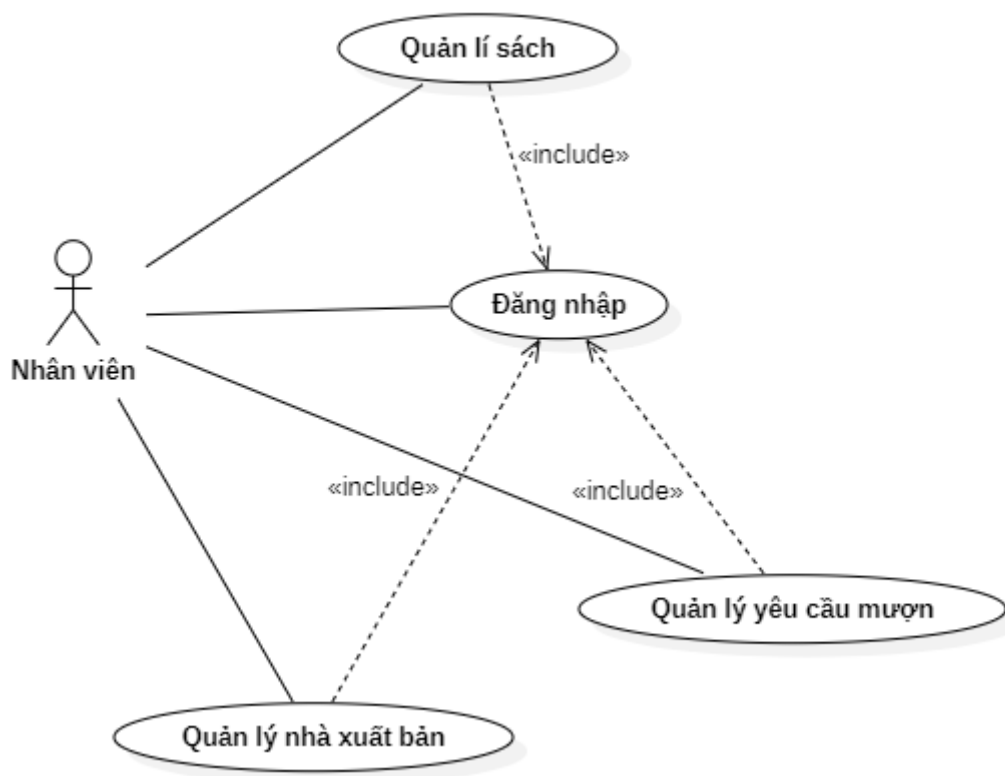 Quản lí sách
«include»
Đăng nhập
Nhân viên
«include»
«include»
Quản lý yêu cầu mượn
Quản lý nhà xuất bản